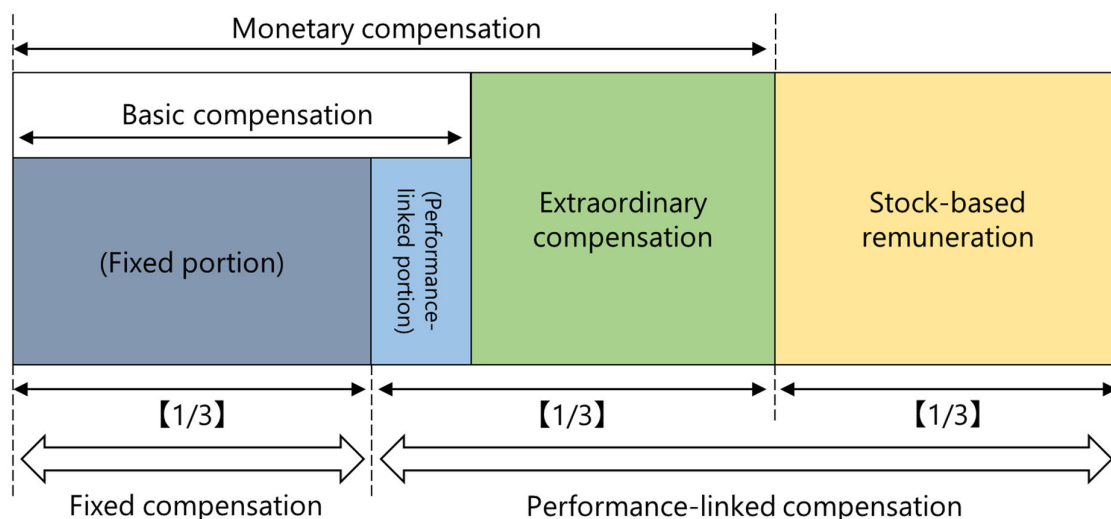 Monetary compensation
Basic compensation
(Fixed portion)
(Performance-
linked portion)
Extraordinary
compensation
Stock-based
remuneration
【1/3】
【1/3】
【1/3】
Fixed compensation
Performance-linked compensation